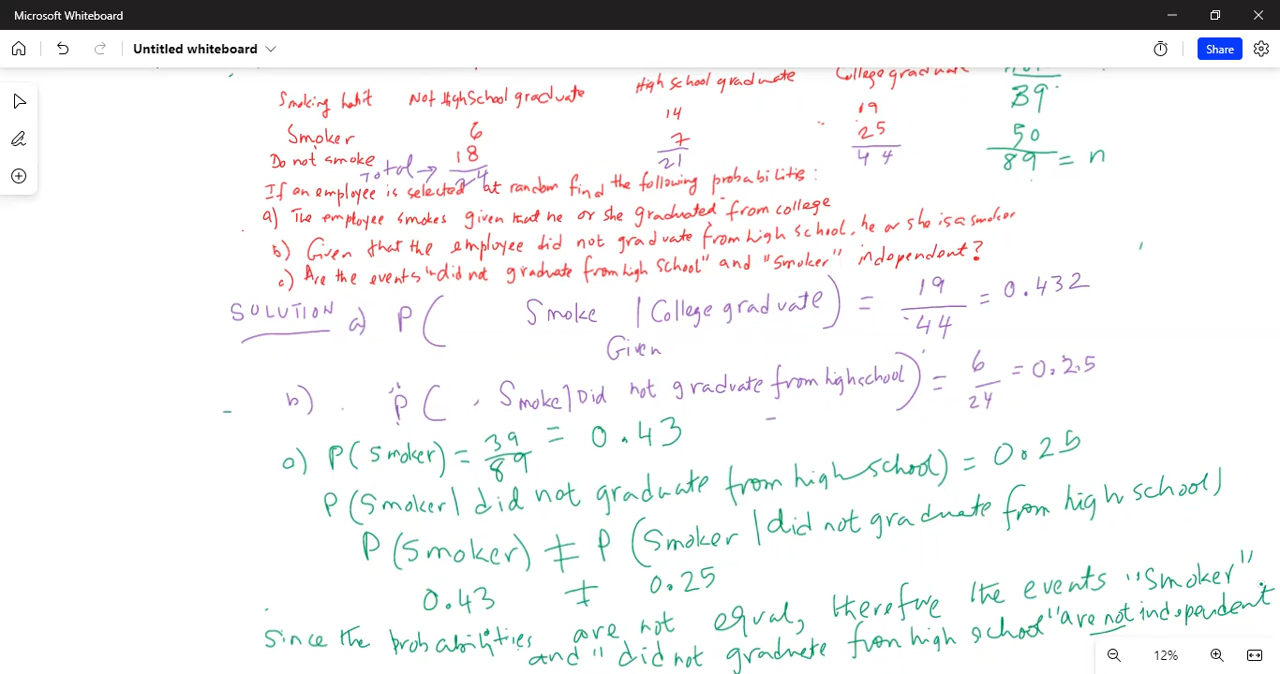 Microsoft Whiteboard
Untitled whiteboard
Share
High school graduate College graduate
Smoking habit Not High School graduate 39
14 19
Smoker 6 7 25 50
Do not smoke 18 21 44 89 = n
Total → 24
If an employee is selected at random find the following probabilities :
a) The employee smokes given that he or she graduated from college
b) Given that the employee did not graduate from high school, he or she is a smoker
c) Are the events "did not graduate from high school" and "smoker" independent?
SOLUTION a) P( Smoke | College graduate) = 19/44 = 0.432
Given
b) P( Smoke | Did not graduate from high school) = 6/24 = 0.25
c) P(Smoker) = 39/89 = 0.43
P(Smoker | did not graduate from high school) = 0.25
P(Smoker) ≠ P(Smoker | did not graduate from high school)
0.43 ≠ 0.25
Since the probabilities are not equal, therefore the events "Smoker"
and "did not graduate from high school" are not independent
12%